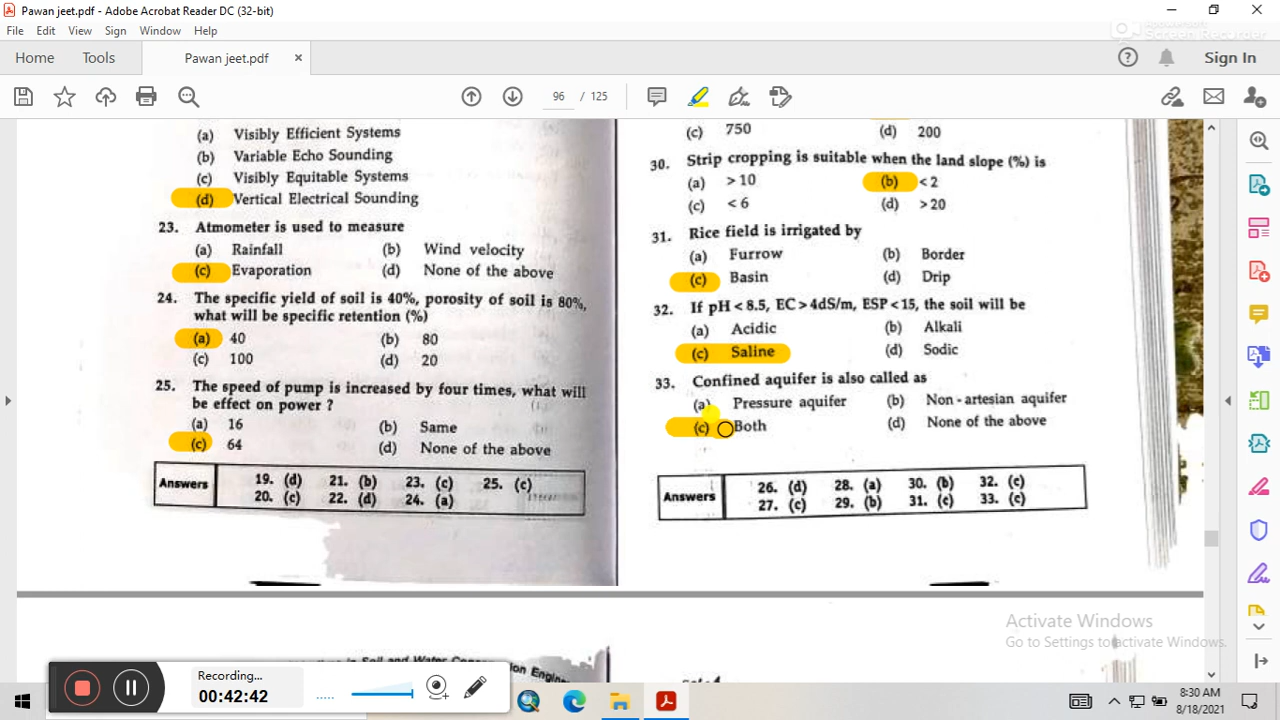 Pawan jeet.pdf - Adobe Acrobat Reader DC (32-bit)
File Edit View Sign Window Help
Home Tools Pawan jeet.pdf × Sign In
96 / 125
(a) Visibly Efficient Systems
(b) Variable Echo Sounding
(c) Visibly Equitable Systems
(d) Vertical Electrical Sounding
23. Atmometer is used to measure
(a) Rainfall (b) Wind velocity
(c) Evaporation (d) None of the above
24. The specific yield of soil is 40%, porosity of soil is 80%,
what will be specific retention (%)
(a) 40 (b) 80
(c) 100 (d) 20
25. The speed of pump is increased by four times, what will
be effect on power ?
(a) 16 (b) Same
(c) 64 (d) None of the above
Answers
19. (d) 21. (b) 23. (c) 25. (c)
20. (c) 22. (d) 24. (a)
(c) 750 (d) 200
30. Strip cropping is suitable when the land slope (%) is
(a) > 10 (b) < 2
(c) < 6 (d) > 20
31. Rice field is irrigated by
(a) Furrow (b) Border
(c) Basin (d) Drip
32. If pH < 8.5, EC > 4dS/m, ESP < 15, the soil will be
(a) Acidic (b) Alkali
(c) Saline (d) Sodic
33. Confined aquifer is also called as
(a) Pressure aquifer (b) Non - artesian aquifer
(c) Both (d) None of the above
Answers
26. (d) 28. (a) 30. (b) 32. (c)
27. (c) 29. (b) 31. (c) 33. (c)
in Soil and Water
Activate Windows
Go to Settings to activate Windows.
Recording...
00:42:42
8:30 AM
8/18/2021
Screen Recorder